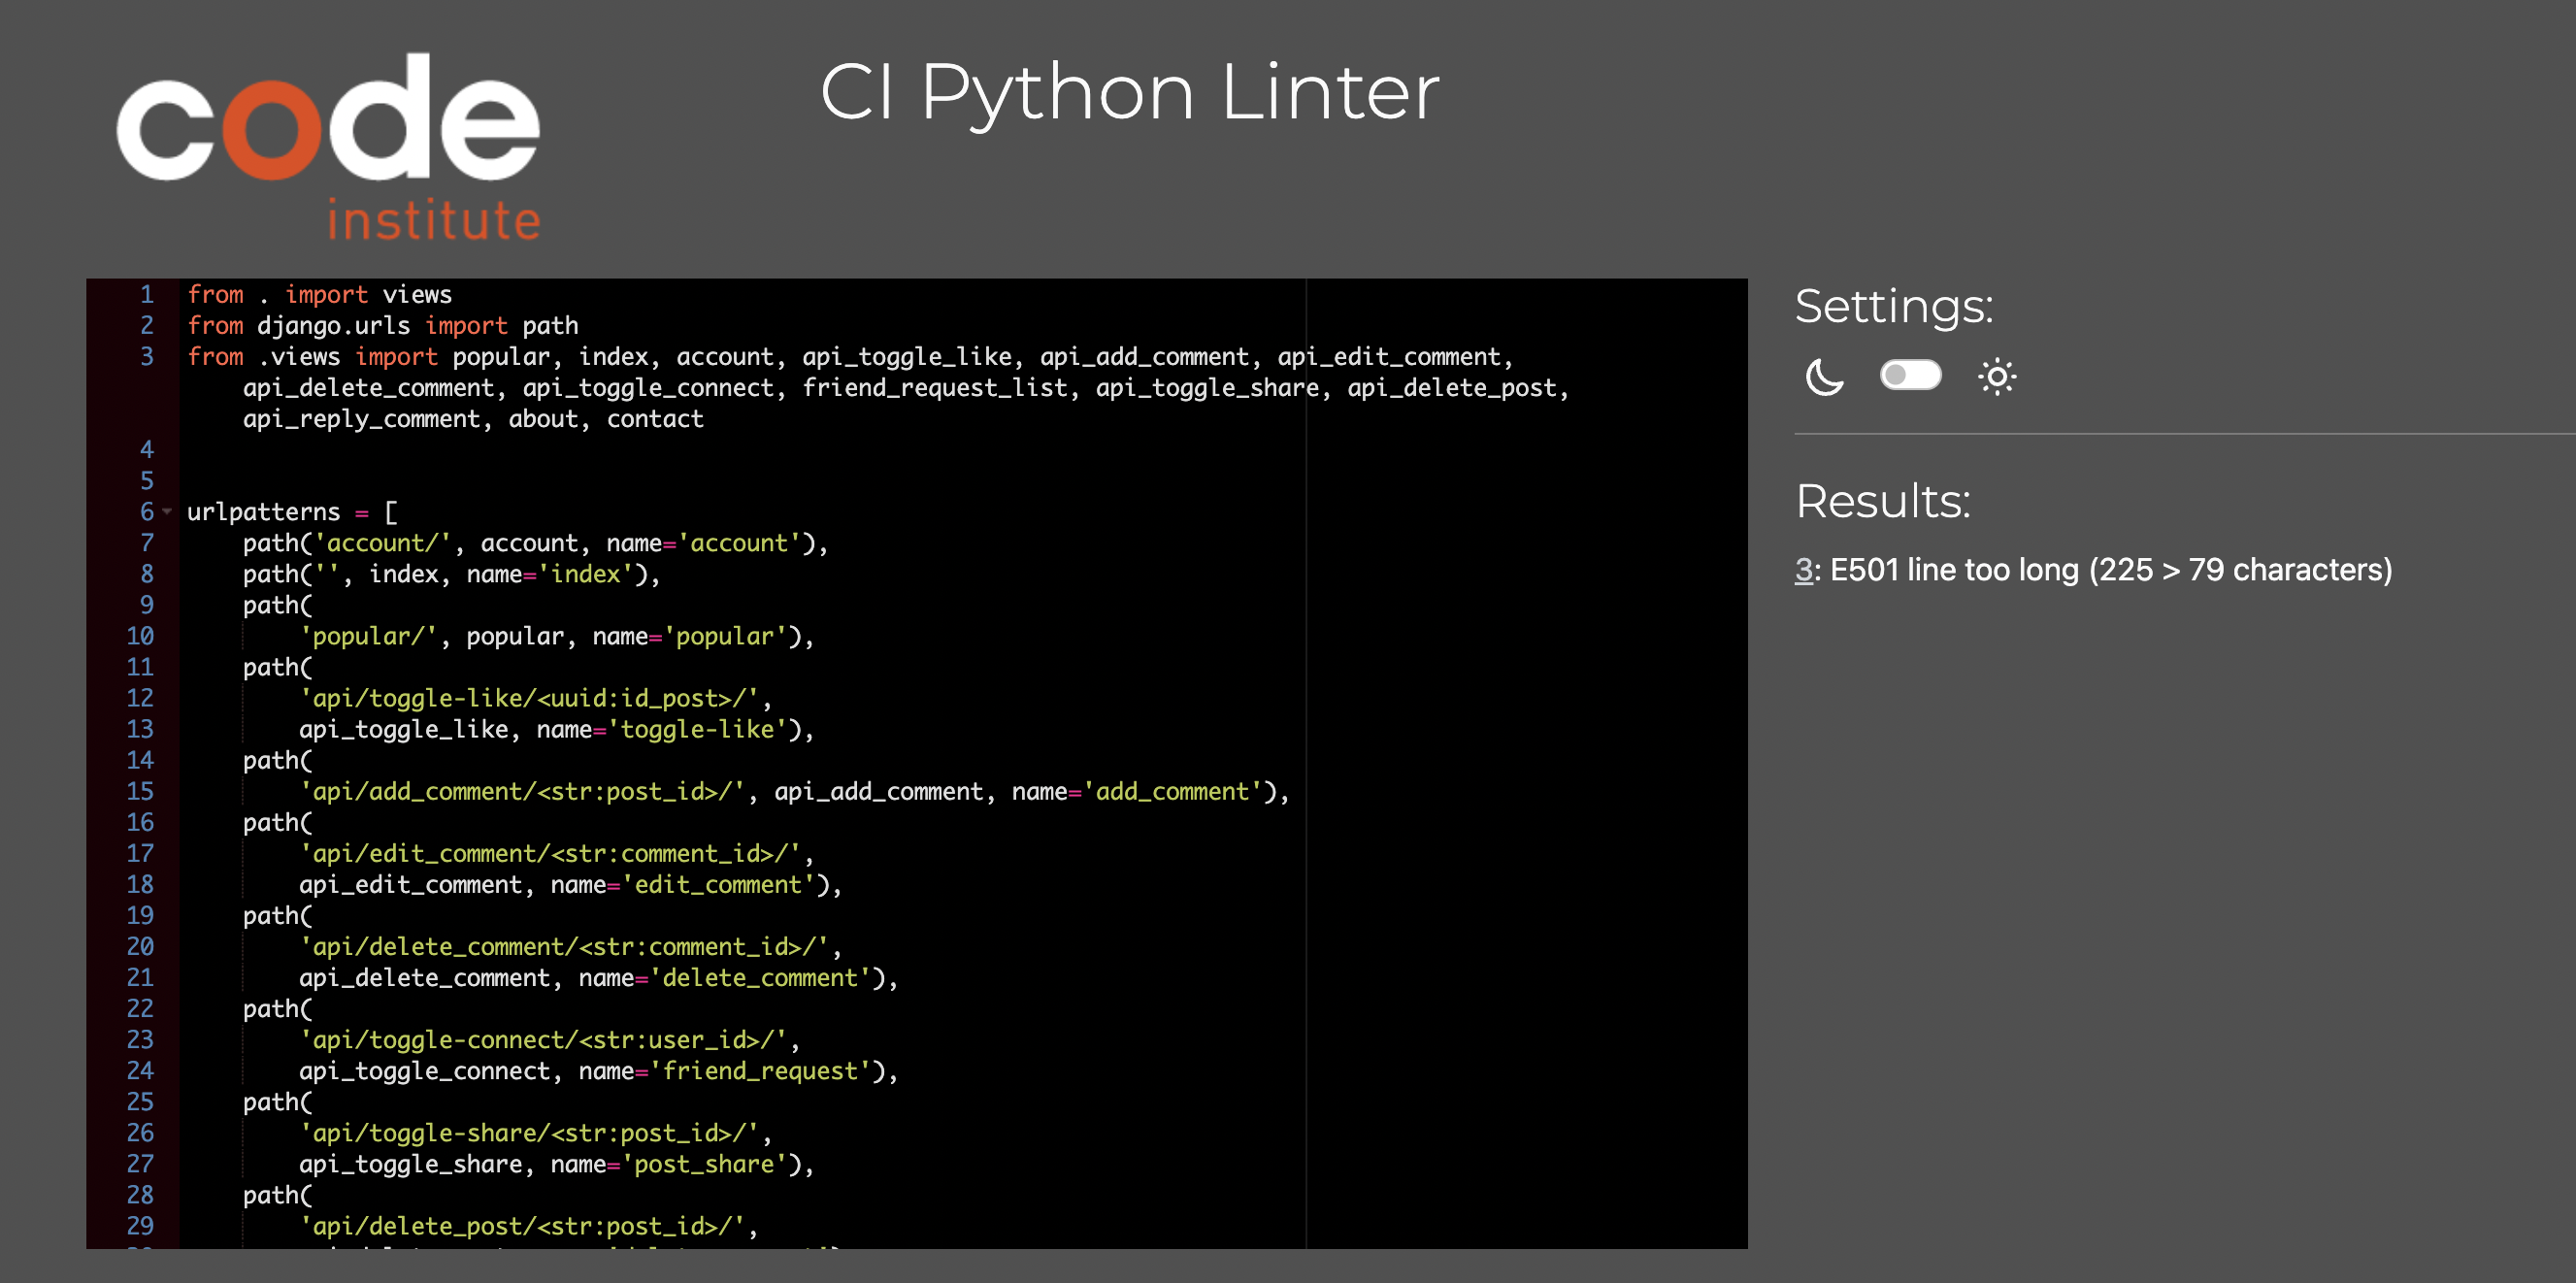 code
institute
CI Python Linter
1 from . import views
2 from django.urls import path
3 from .views import popular, index, account, api_toggle_like, api_add_comment, api_edit_comment,
api_delete_comment, api_toggle_connect, friend_request_list, api_toggle_share, api_delete_post,
api_reply_comment, about, contact
4
5
6 urlpatterns = [
7 path('account/', account, name='account'),
8 path('', index, name='index'),
9 path(
10 'popular/', popular, name='popular'),
11 path(
12 'api/toggle-like/<uuid:id_post>/',
13 api_toggle_like, name='toggle-like'),
14 path(
15 'api/add_comment/<str:post_id>/', api_add_comment, name='add_comment'),
16 path(
17 'api/edit_comment/<str:comment_id>/',
18 api_edit_comment, name='edit_comment'),
19 path(
20 'api/delete_comment/<str:comment_id>/',
21 api_delete_comment, name='delete_comment'),
22 path(
23 'api/toggle-connect/<str:user_id>/',
24 api_toggle_connect, name='friend_request'),
25 path(
26 'api/toggle-share/<str:post_id>/',
27 api_toggle_share, name='post_share'),
28 path(
29 'api/delete_post/<str:post_id>/',
Settings:
Results:
3: E501 line too long (225 > 79 characters)